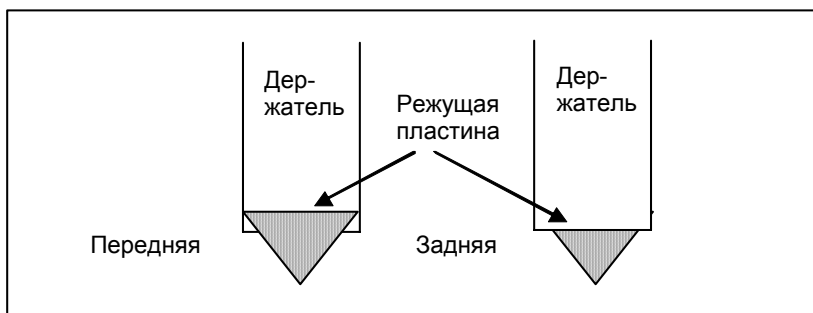 Дер-
жатель
Режущая
пластина
Дер-
жатель
Передняя
Задняя